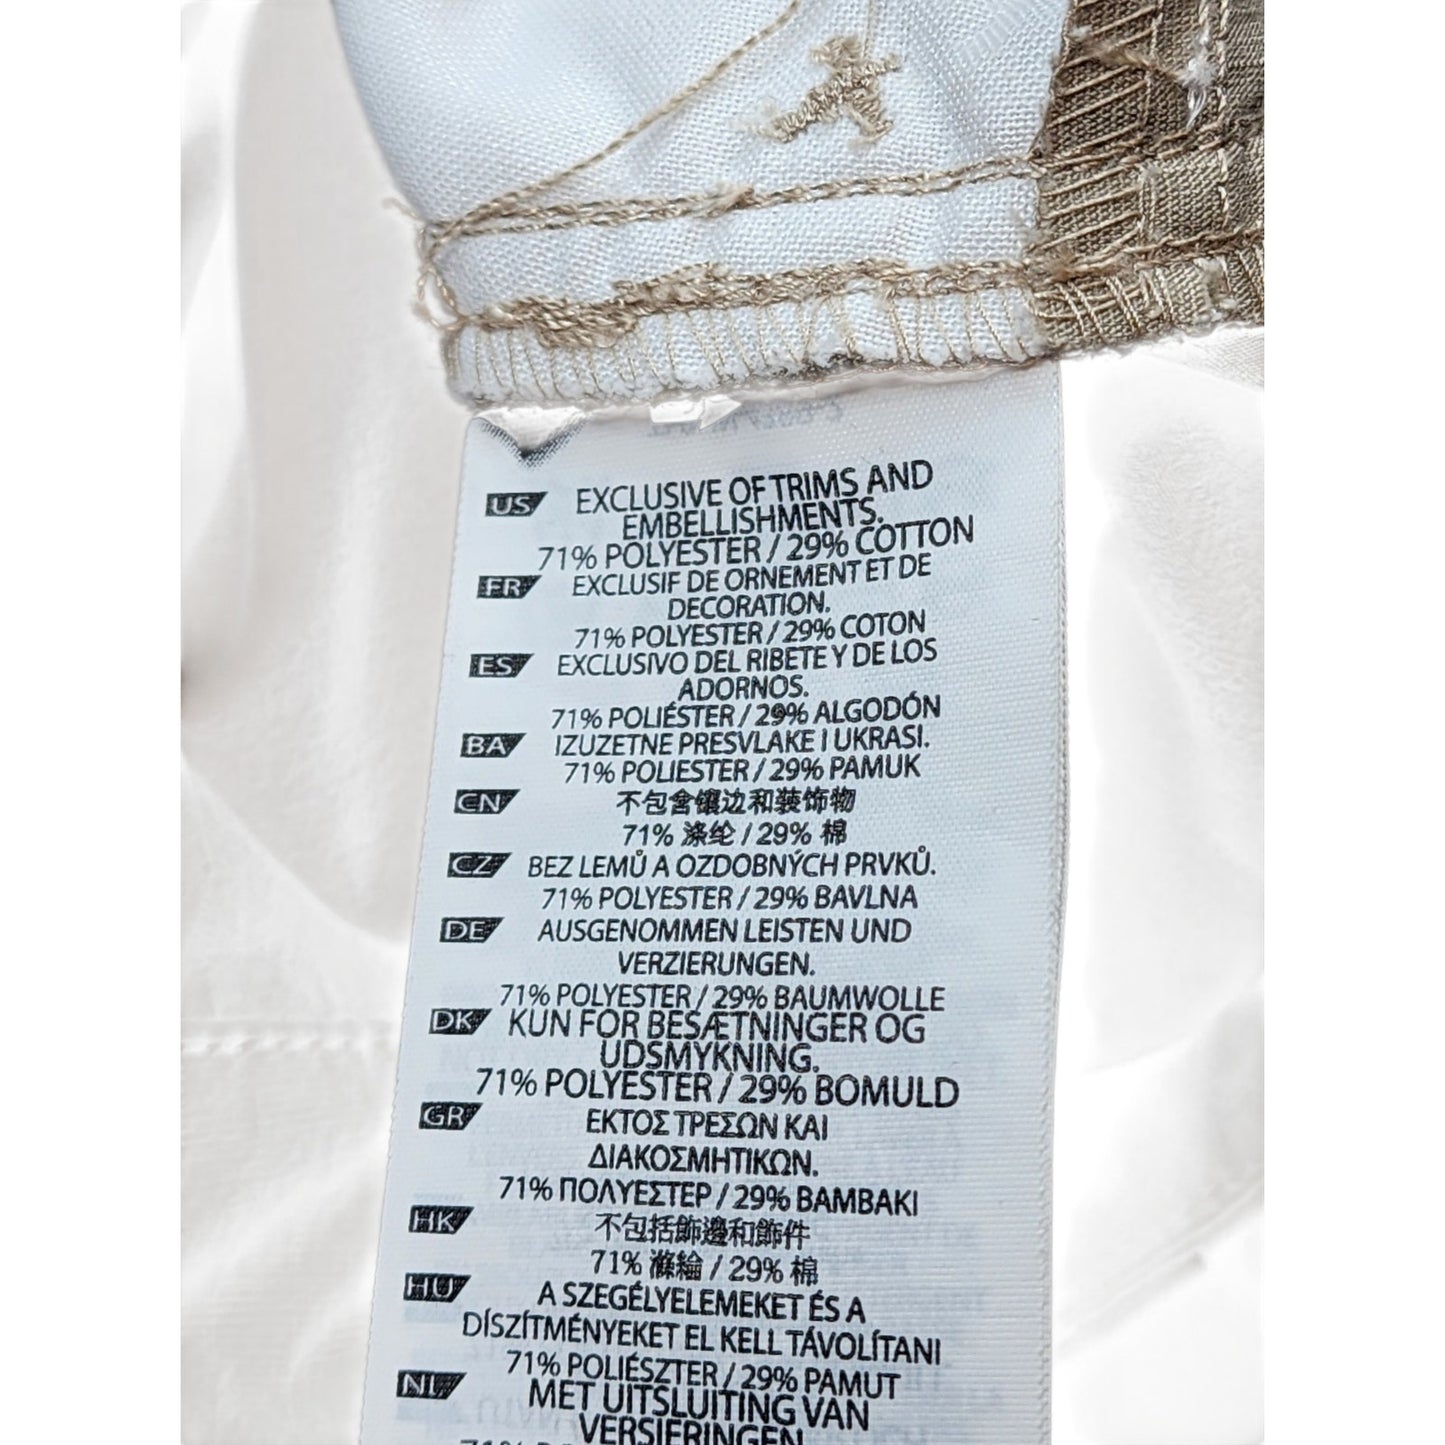 US EXCLUSIVE OF TRIMS AND
EMBELLISHMENTS.
71% POLYESTER / 29% COTTON
FR EXCLUSIF DE ORNEMENT ET DE
DECORATION.
71% POLYESTER / 29% COTON
ES EXCLUSIVO DEL RIBETE Y DE LOS
ADORNOS.
71% POLIÉSTER / 29% ALGODÓN
BA IZUZETNE PRESVLAKE I UKRASI.
71% POLIESTER / 29% PAMUK
CN 不包含镶边和装饰物
71% 涤纶 / 29% 棉
CZ BEZ LEMŮ A OZDOBNÝCH PRVKŮ.
71% POLYESTER / 29% BAVLNA
DE AUSGENOMMEN LEISTEN UND
VERZIERUNGEN.
71% POLYESTER / 29% BAUMWOLLE
DK KUN FOR BESÆTNINGER OG
UDSMYKNING.
71% POLYESTER / 29% BOMULD
GR ΕΚΤΟΣ ΤΡΕΣΩΝ ΚΑΙ
ΔΙΑΚΟΣΜΗΤΙΚΩΝ.
71% ΠΟΛΥΕΣΤΕΡ / 29% ΒΑΜΒΑΚΙ
HK 不包括飾邊和飾件
71% 滌綸 / 29% 棉
HU A SZEGÉLYELEMEKET ÉS A
DÍSZÍTMÉNYEKET EL KELL TÁVOLÍTANI
71% POLIÉSZTER / 29% PAMUT
NL MET UITSLUITING VAN
VERSIERINGEN
71%